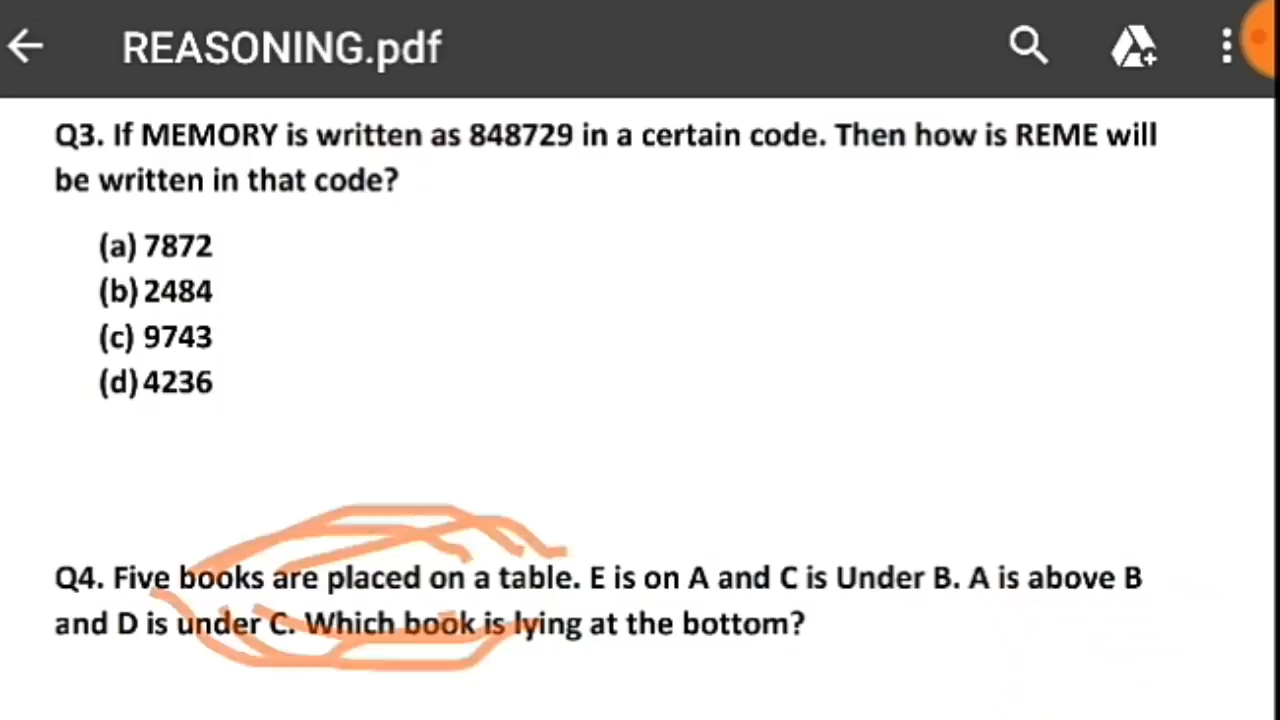 REASONING.pdf
Q3. If MEMORY is written as 848729 in a certain code. Then how is REME will
be written in that code?
(a) 7872
(b) 2484
(c) 9743
(d) 4236
Q4. Five books are placed on a table. E is on A and C is Under B. A is above B
and D is under C. Which book is lying at the bottom?